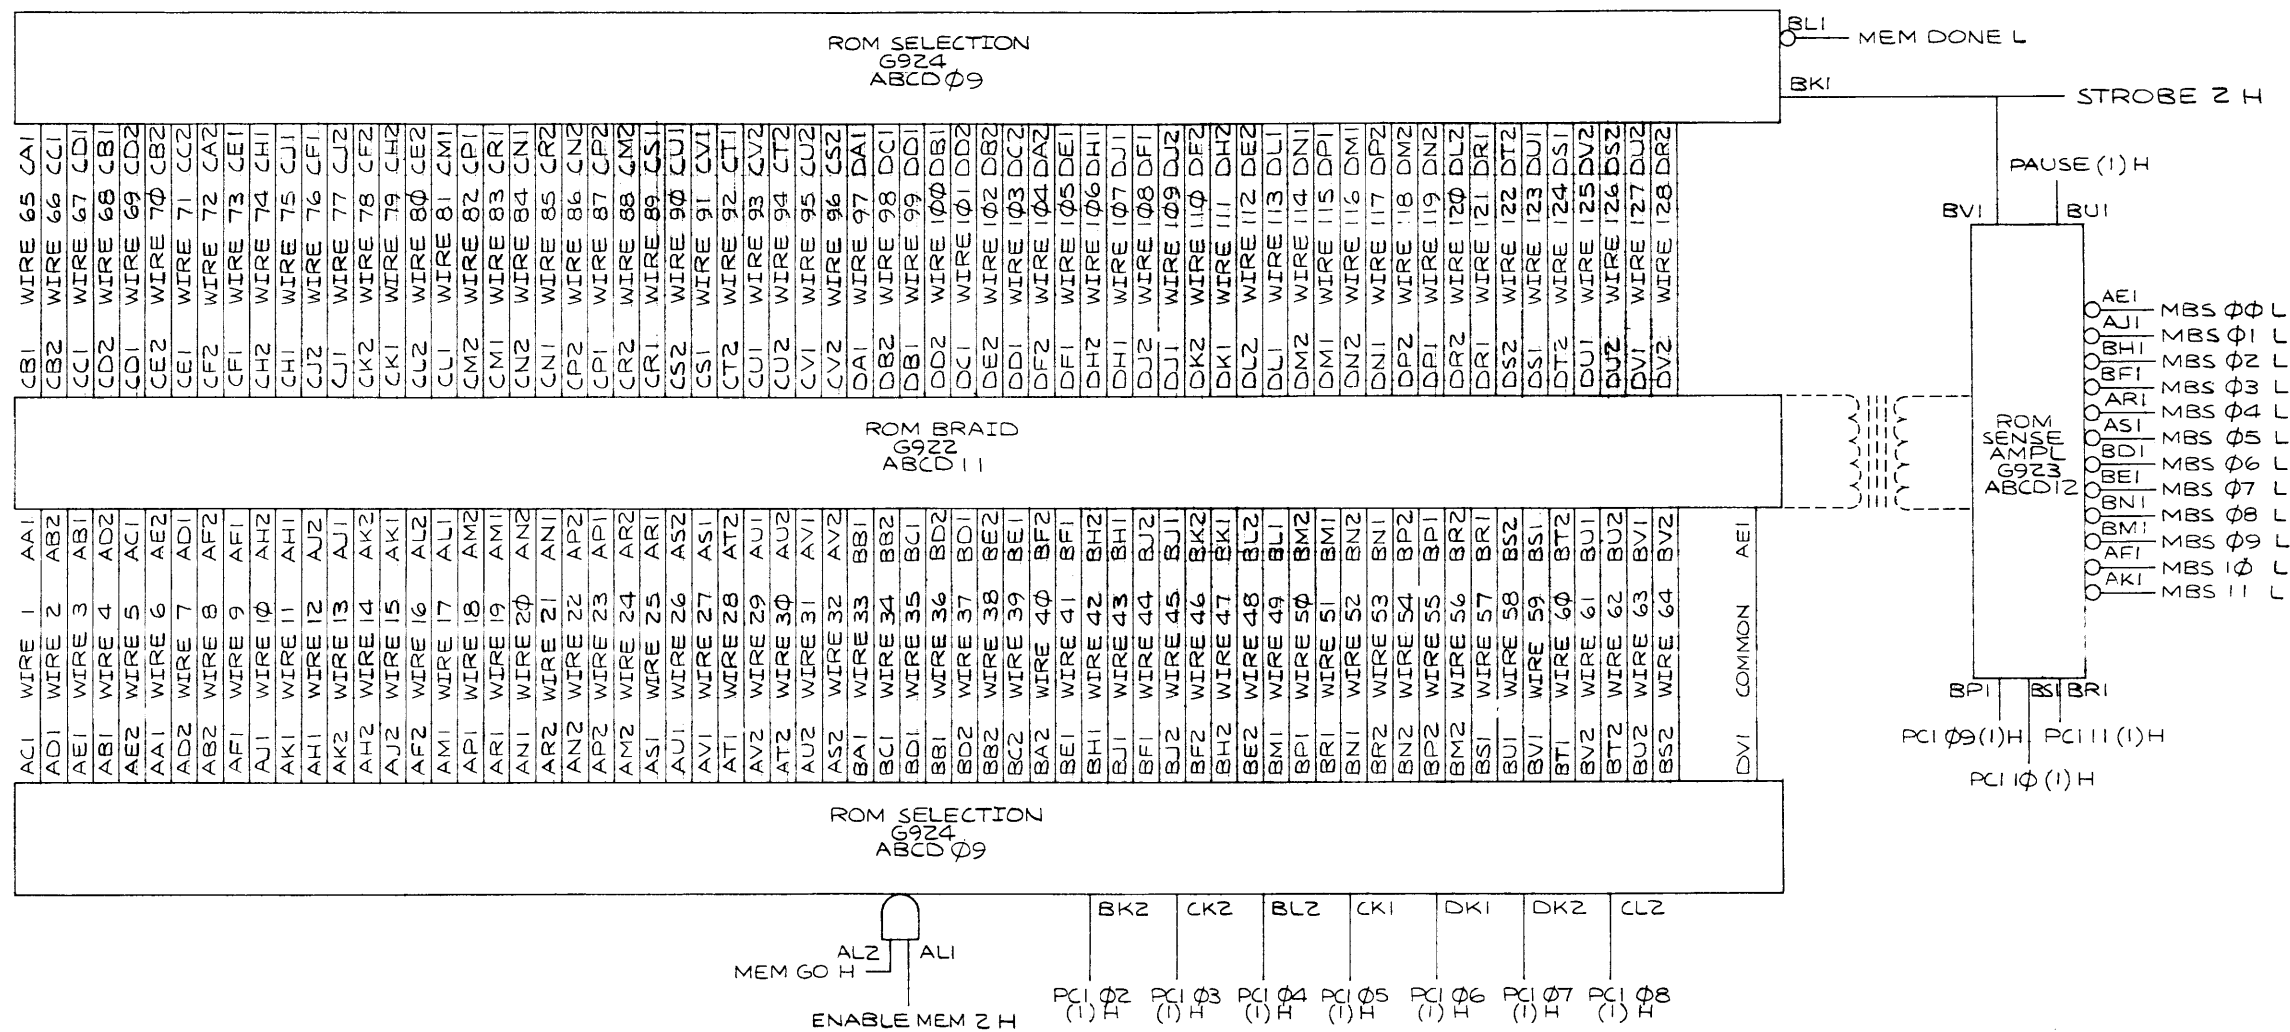 ROM SELECTION
G924
ABCDØ9
BL1
MEM DONE L
BK1
STROBE 2 H
CB1 WIRE 65 CA1
CB2 WIRE 66 CC1
CC1 WIRE 67 CD1
CD2 WIRE 68 CB1
CD1 WIRE 69 CD2
CE2 WIRE 7Ø CB2
CE1 WIRE 71 CC2
CF2 WIRE 72 CA2
CF1 WIRE 73 CE1
CH2 WIRE 74 CH1
CH1 WIRE 75 CJ1
CJ2 WIRE 76 CF1
CJ1 WIRE 77 CJ2
CK2 WIRE 78 CF2
CK1 WIRE 79 CH2
CL2 WIRE 8Ø CE2
CL1 WIRE 81 CM1
CM2 WIRE 82 CP1
CM1 WIRE 83 CR1
CN2 WIRE 84 CN1
CN1 WIRE 85 CR2
CP2 WIRE 86 CN2
CP1 WIRE 87 CP2
CR2 WIRE 88 CM2
CR1 WIRE 89 CS1
CS2 WIRE 9Ø CU1
CS1 WIRE 91 CV1
CT2 WIRE 92 CT1
CU1 WIRE 93 CV2
CU2 WIRE 94 CT2
CV1 WIRE 95 CU2
CV2 WIRE 96 CS2
DA1 WIRE 97 DA1
DB2 WIRE 98 DC1
DB1 WIRE 99 DD1
DD2 WIRE 1ØØ DB1
DC1 WIRE 1Ø1 DD2
DE2 WIRE 1Ø2 DB2
DD1 WIRE 1Ø3 DC2
DF2 WIRE 1Ø4 DA2
DF1 WIRE 1Ø5 DE1
DH2 WIRE 1Ø6 DH1
DH1 WIRE 1Ø7 DJ1
DJ2 WIRE 1Ø8 DF1
DJ1 WIRE 1Ø9 DJ2
DK2 WIRE 11Ø DF2
DK1 WIRE 111 DH2
DL2 WIRE 112 DE2
DL1 WIRE 113 DL1
DM2 WIRE 114 DN1
DM1 WIRE 115 DP1
DN2 WIRE 116 DM1
DN1 WIRE 117 DP2
DP2 WIRE 118 DM2
DP1 WIRE 119 DN2
DR2 WIRE 12Ø DL2
DR1 WIRE 121 DR1
DS2 WIRE 122 DT2
DS1 WIRE 123 DU1
DT2 WIRE 124 DS1
DU1 WIRE 125 DV2
DU2 WIRE 126 DS2
DV1 WIRE 127 DU2
DV2 WIRE 128 DR2
PAUSE (1) H
BV1
BU1
ROM BRAID
G922
ABCD11
ROM
SENSE
AMPL
G923
ABCD12
AE1 MBS ØØ L
AJ1 MBS Ø1 L
BH1 MBS Ø2 L
BF1 MBS Ø3 L
AR1 MBS Ø4 L
AS1 MBS Ø5 L
BD1 MBS Ø6 L
BE1 MBS Ø7 L
BN1 MBS Ø8 L
BM1 MBS Ø9 L
AF1 MBS 1Ø L
AK1 MBS 11 L
BP1
BS1
BR1
PC1 Ø9(1)H
PC1 11(1)H
PC1 1Ø (1) H
AC1 WIRE 1 AA1
AD1 WIRE 2 AB2
AE1 WIRE 3 AB1
AB1 WIRE 4 AD2
AE2 WIRE 5 AC1
AA1 WIRE 6 AE2
AD2 WIRE 7 AD1
AB2 WIRE 8 AF2
AF1 WIRE 9 AF1
AJ1 WIRE 1Ø AH2
AK1 WIRE 11 AH1
AH1 WIRE 12 AJ2
AK2 WIRE 13 AJ1
AH2 WIRE 14 AK2
AJ2 WIRE 15 AK1
AF2 WIRE 16 AL2
AM1 WIRE 17 AL1
AP1 WIRE 18 AM2
AR1 WIRE 19 AM1
AN1 WIRE 2Ø AN2
AR2 WIRE 21 AN1
AN2 WIRE 22 AP2
AP2 WIRE 23 AP1
AM2 WIRE 24 AR2
AS1 WIRE 25 AR1
AU1 WIRE 26 AS2
AV1 WIRE 27 AS1
AT1 WIRE 28 AT2
AV2 WIRE 29 AU1
AT2 WIRE 3Ø AU2
AU2 WIRE 31 AV1
AS2 WIRE 32 AV2
BA1 WIRE 33 BB1
BC1 WIRE 34 BB2
BD1 WIRE 35 BC1
BB1 WIRE 36 BD2
BD2 WIRE 37 BD1
BB2 WIRE 38 BE2
BC2 WIRE 39 BE1
BA2 WIRE 4Ø BF2
BE1 WIRE 41 BF1
BH1 WIRE 42 BH2
BJ1 WIRE 43 BH1
BF1 WIRE 44 BJ2
BJ2 WIRE 45 BJ1
BF2 WIRE 46 BK2
BH2 WIRE 47 BK1
BE2 WIRE 48 BL2
BM1 WIRE 49 BL1
BP1 WIRE 5Ø BM2
BR1 WIRE 51 BM1
BN1 WIRE 52 BN2
BR2 WIRE 53 BN1
BN2 WIRE 54 BP2
BP2 WIRE 55 BP1
BM2 WIRE 56 BR2
BS1 WIRE 57 BR1
BU1 WIRE 58 BS2
BV1 WIRE 59 BS1
BT1 WIRE 6Ø BT2
BV2 WIRE 61 BU1
BT2 WIRE 62 BU2
BU2 WIRE 63 BV1
BS2 WIRE 64 BV2
DV1 COMMON AE1
ROM SELECTION
G924
ABCDØ9
AL2
AL1
MEM GO H
ENABLE MEM 2 H
BK2
CK2
BL2
CK1
DK1
DK2
CL2
PC1 Ø2
(1) H
PC1 Ø3
(1) H
PC1 Ø4
(1) H
PC1 Ø5
(1) H
PC1 Ø6
(1) H
PC1 Ø7
(1) H
PC1 Ø8
(1) H